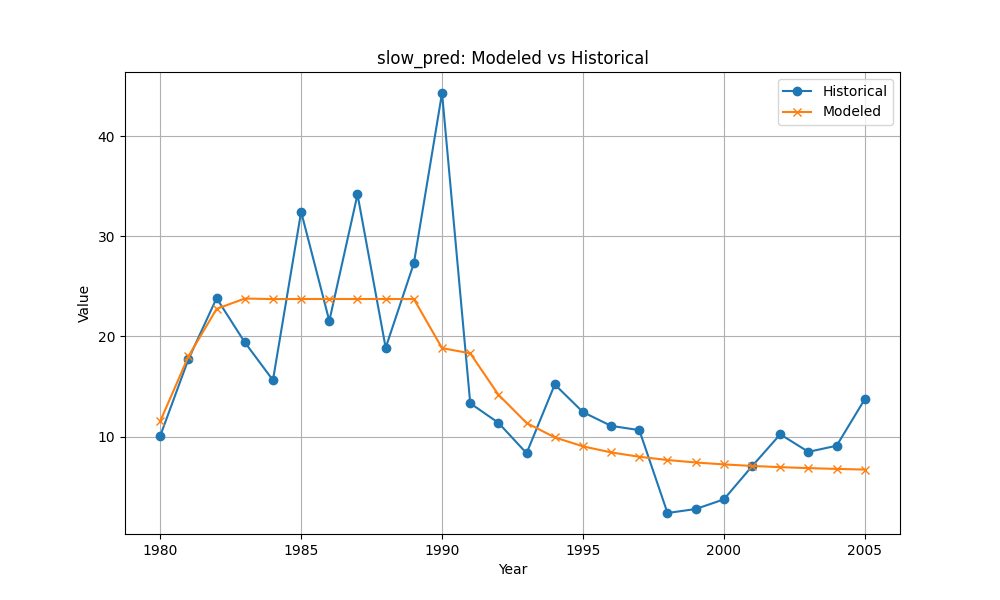 slow_pred: Modeled vs Historical
Historical
Modeled
Value
40
30
20
10
1980 1985 1990 1995 2000 2005
Year